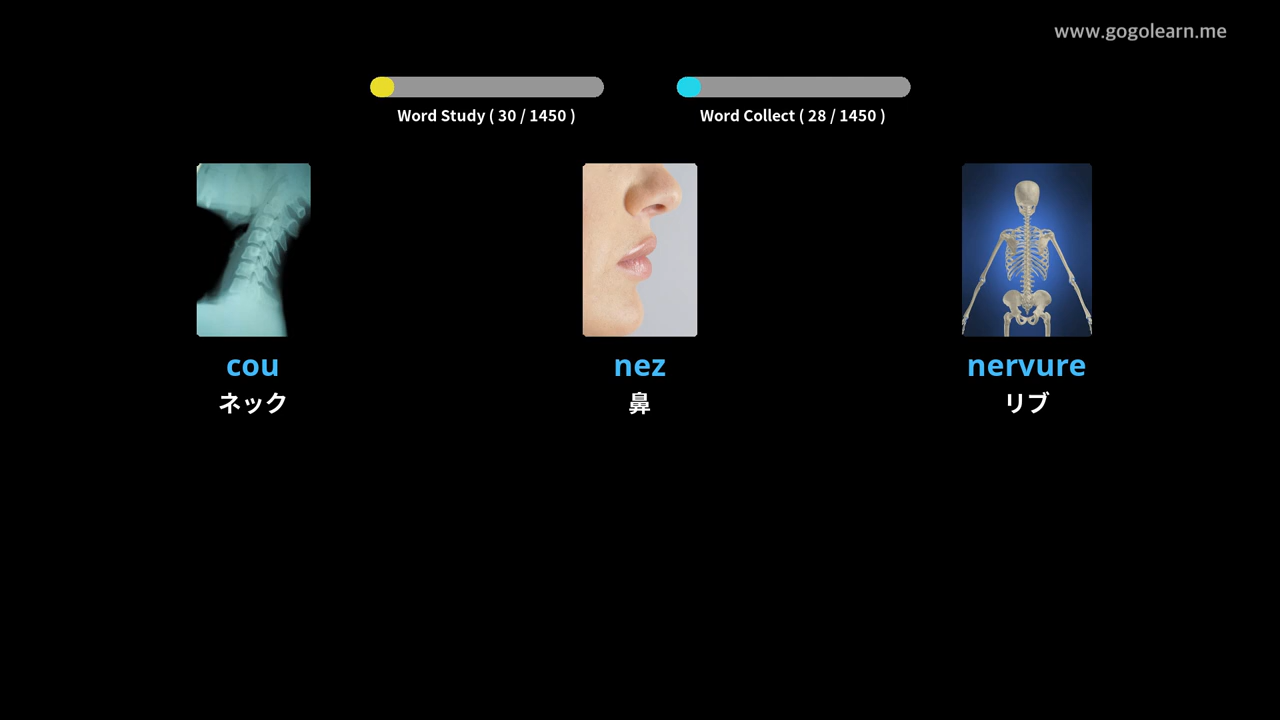 www.gogolearn.me
Word Study ( 30 / 1450 )
Word Collect ( 28 / 1450 )
cou
ネック
nez
鼻
nervure
リブ